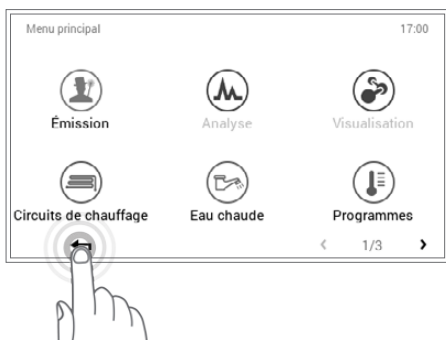 Menu principal 17:00
Émission Analyse Visualisation
Circuits de chauffage Eau chaude Programmes
1/3